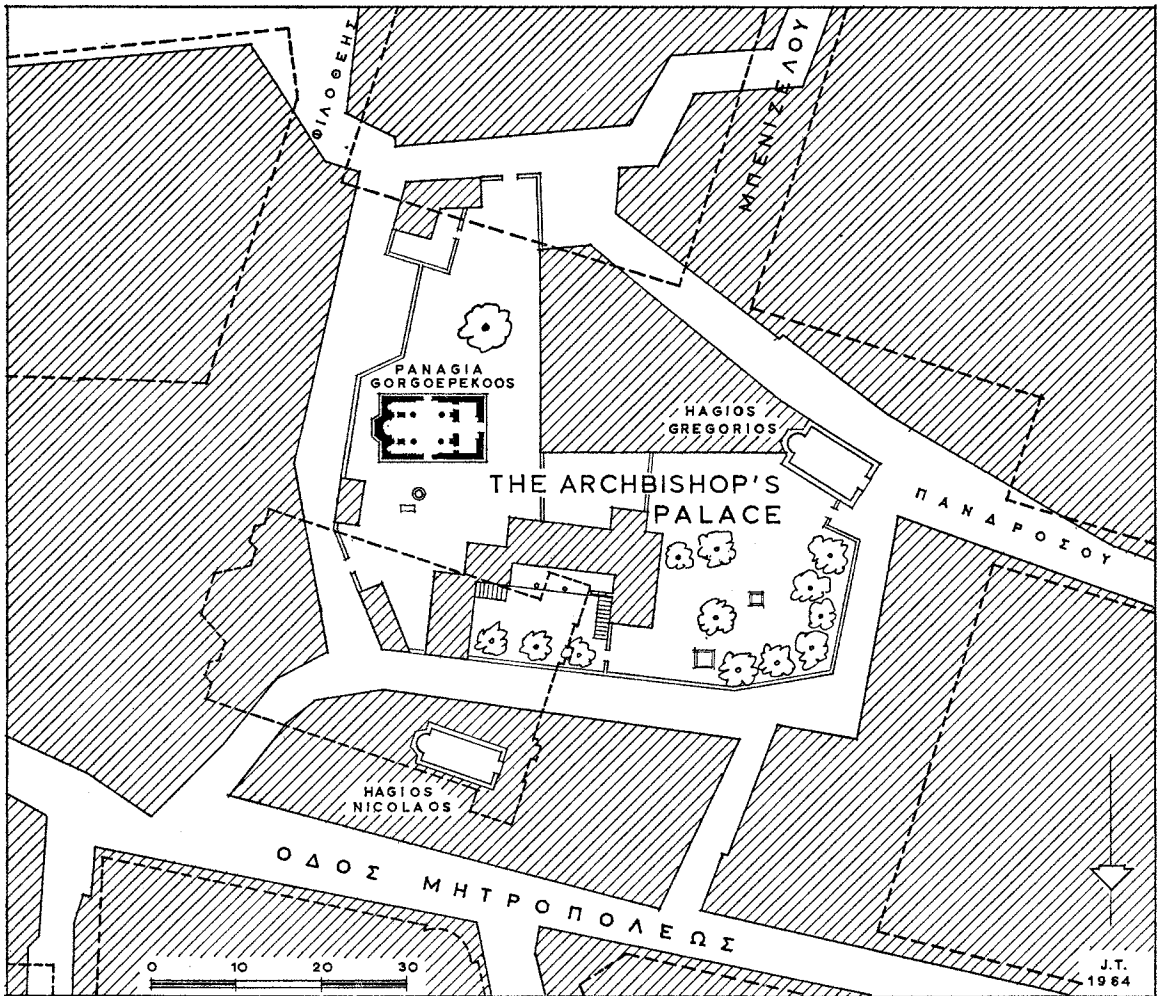 ΦΙΛΟΘΕΗΣ
ΜΠΕΝΙΖΕΛΟΥ
PANAGIA
GORGOEPEKOOS
HAGIOS
GREGORIOS
THE ARCHBISHOP'S
PALACE
ΠΑΝΔΡΟΣΟΥ
HAGIOS
NICOLAOS
ΟΔΟΣ ΜΗΤΡΟΠΟΛΕΩΣ
0 10 20 30
J.T.
1964